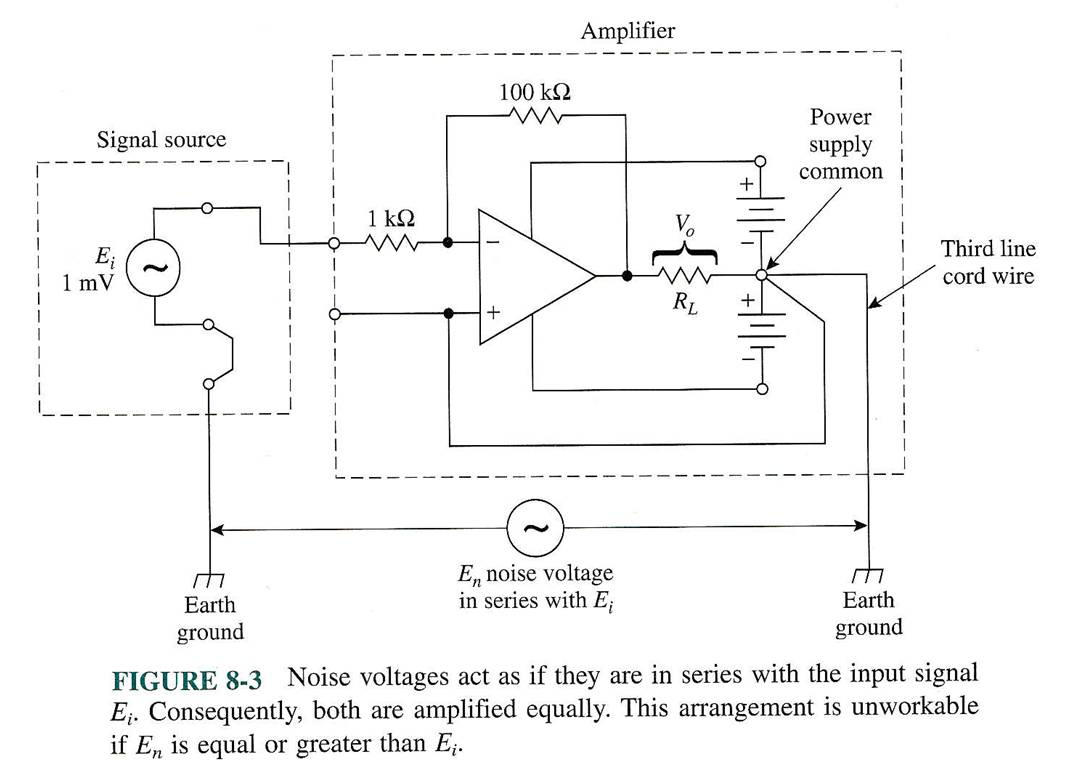 Amplifier
100 kΩ
Power
supply
common
Signal source
+
1 kΩ
Vo
Ei
1 mV
−
−
Third line
cord wire
+
RL
+
−
En noise voltage
in series with Ei
Earth
ground
Earth
ground
FIGURE 8-3 Noise voltages act as if they are in series with the input signal
Ei. Consequently, both are amplified equally. This arrangement is unworkable
if En is equal or greater than Ei.